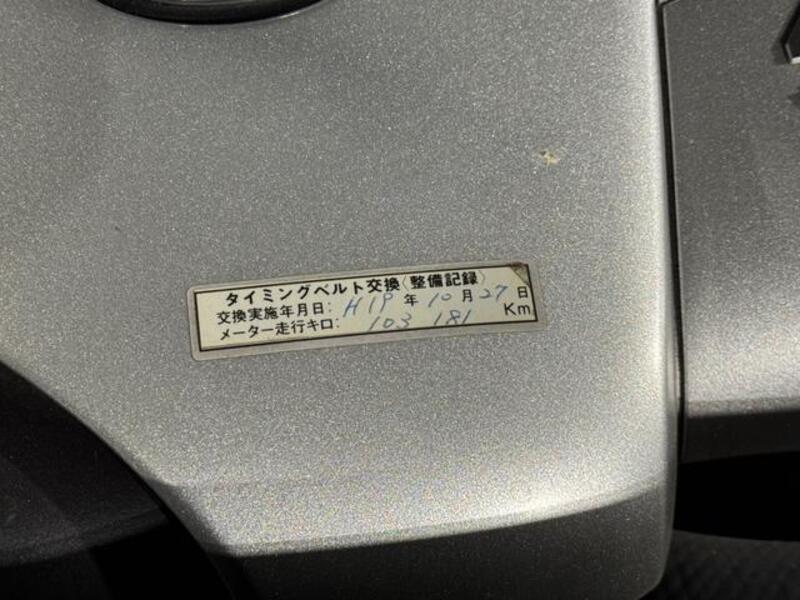 タイミングベルト交換〈整備記録〉
交換実施年月日: H19 年 10 月 27 日
メーター走行キロ: 103 181 Km